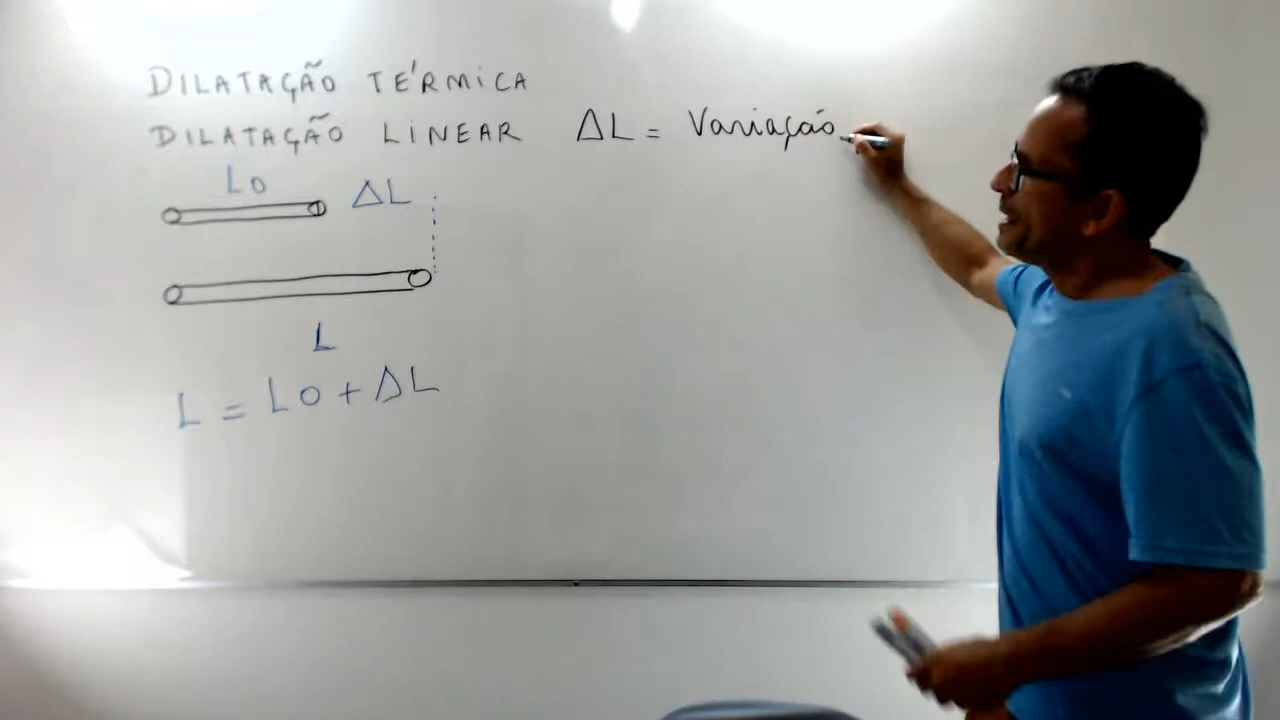 DILATAÇÃO TÉRMICA
DILATAÇÃO LINEAR ΔL = Variação
Lo ΔL
L
L = Lo + ΔL